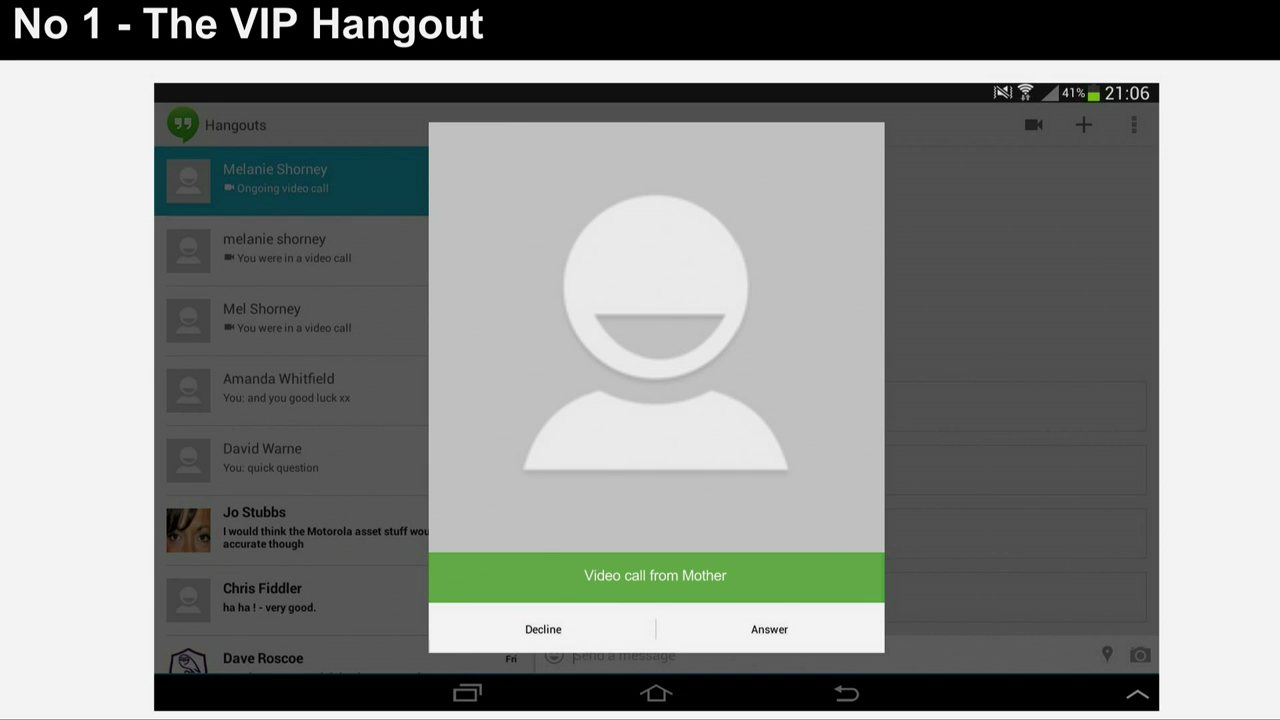 No 1 - The VIP Hangout
41% 21:06
Hangouts
Melanie Shorney
Ongoing video call
melanie shorney
You were in a video call
Mel Shorney
You were in a video call
Amanda Whitfield
You: and you good luck xx
David Warne
You: quick question
Jo Stubbs
I would think the Motorola asset stuff
accurate though
Chris Fiddler
ha ha ! - very good.
Dave Roscoe
Fri
Video call from Mother
Decline
Answer
Send a message